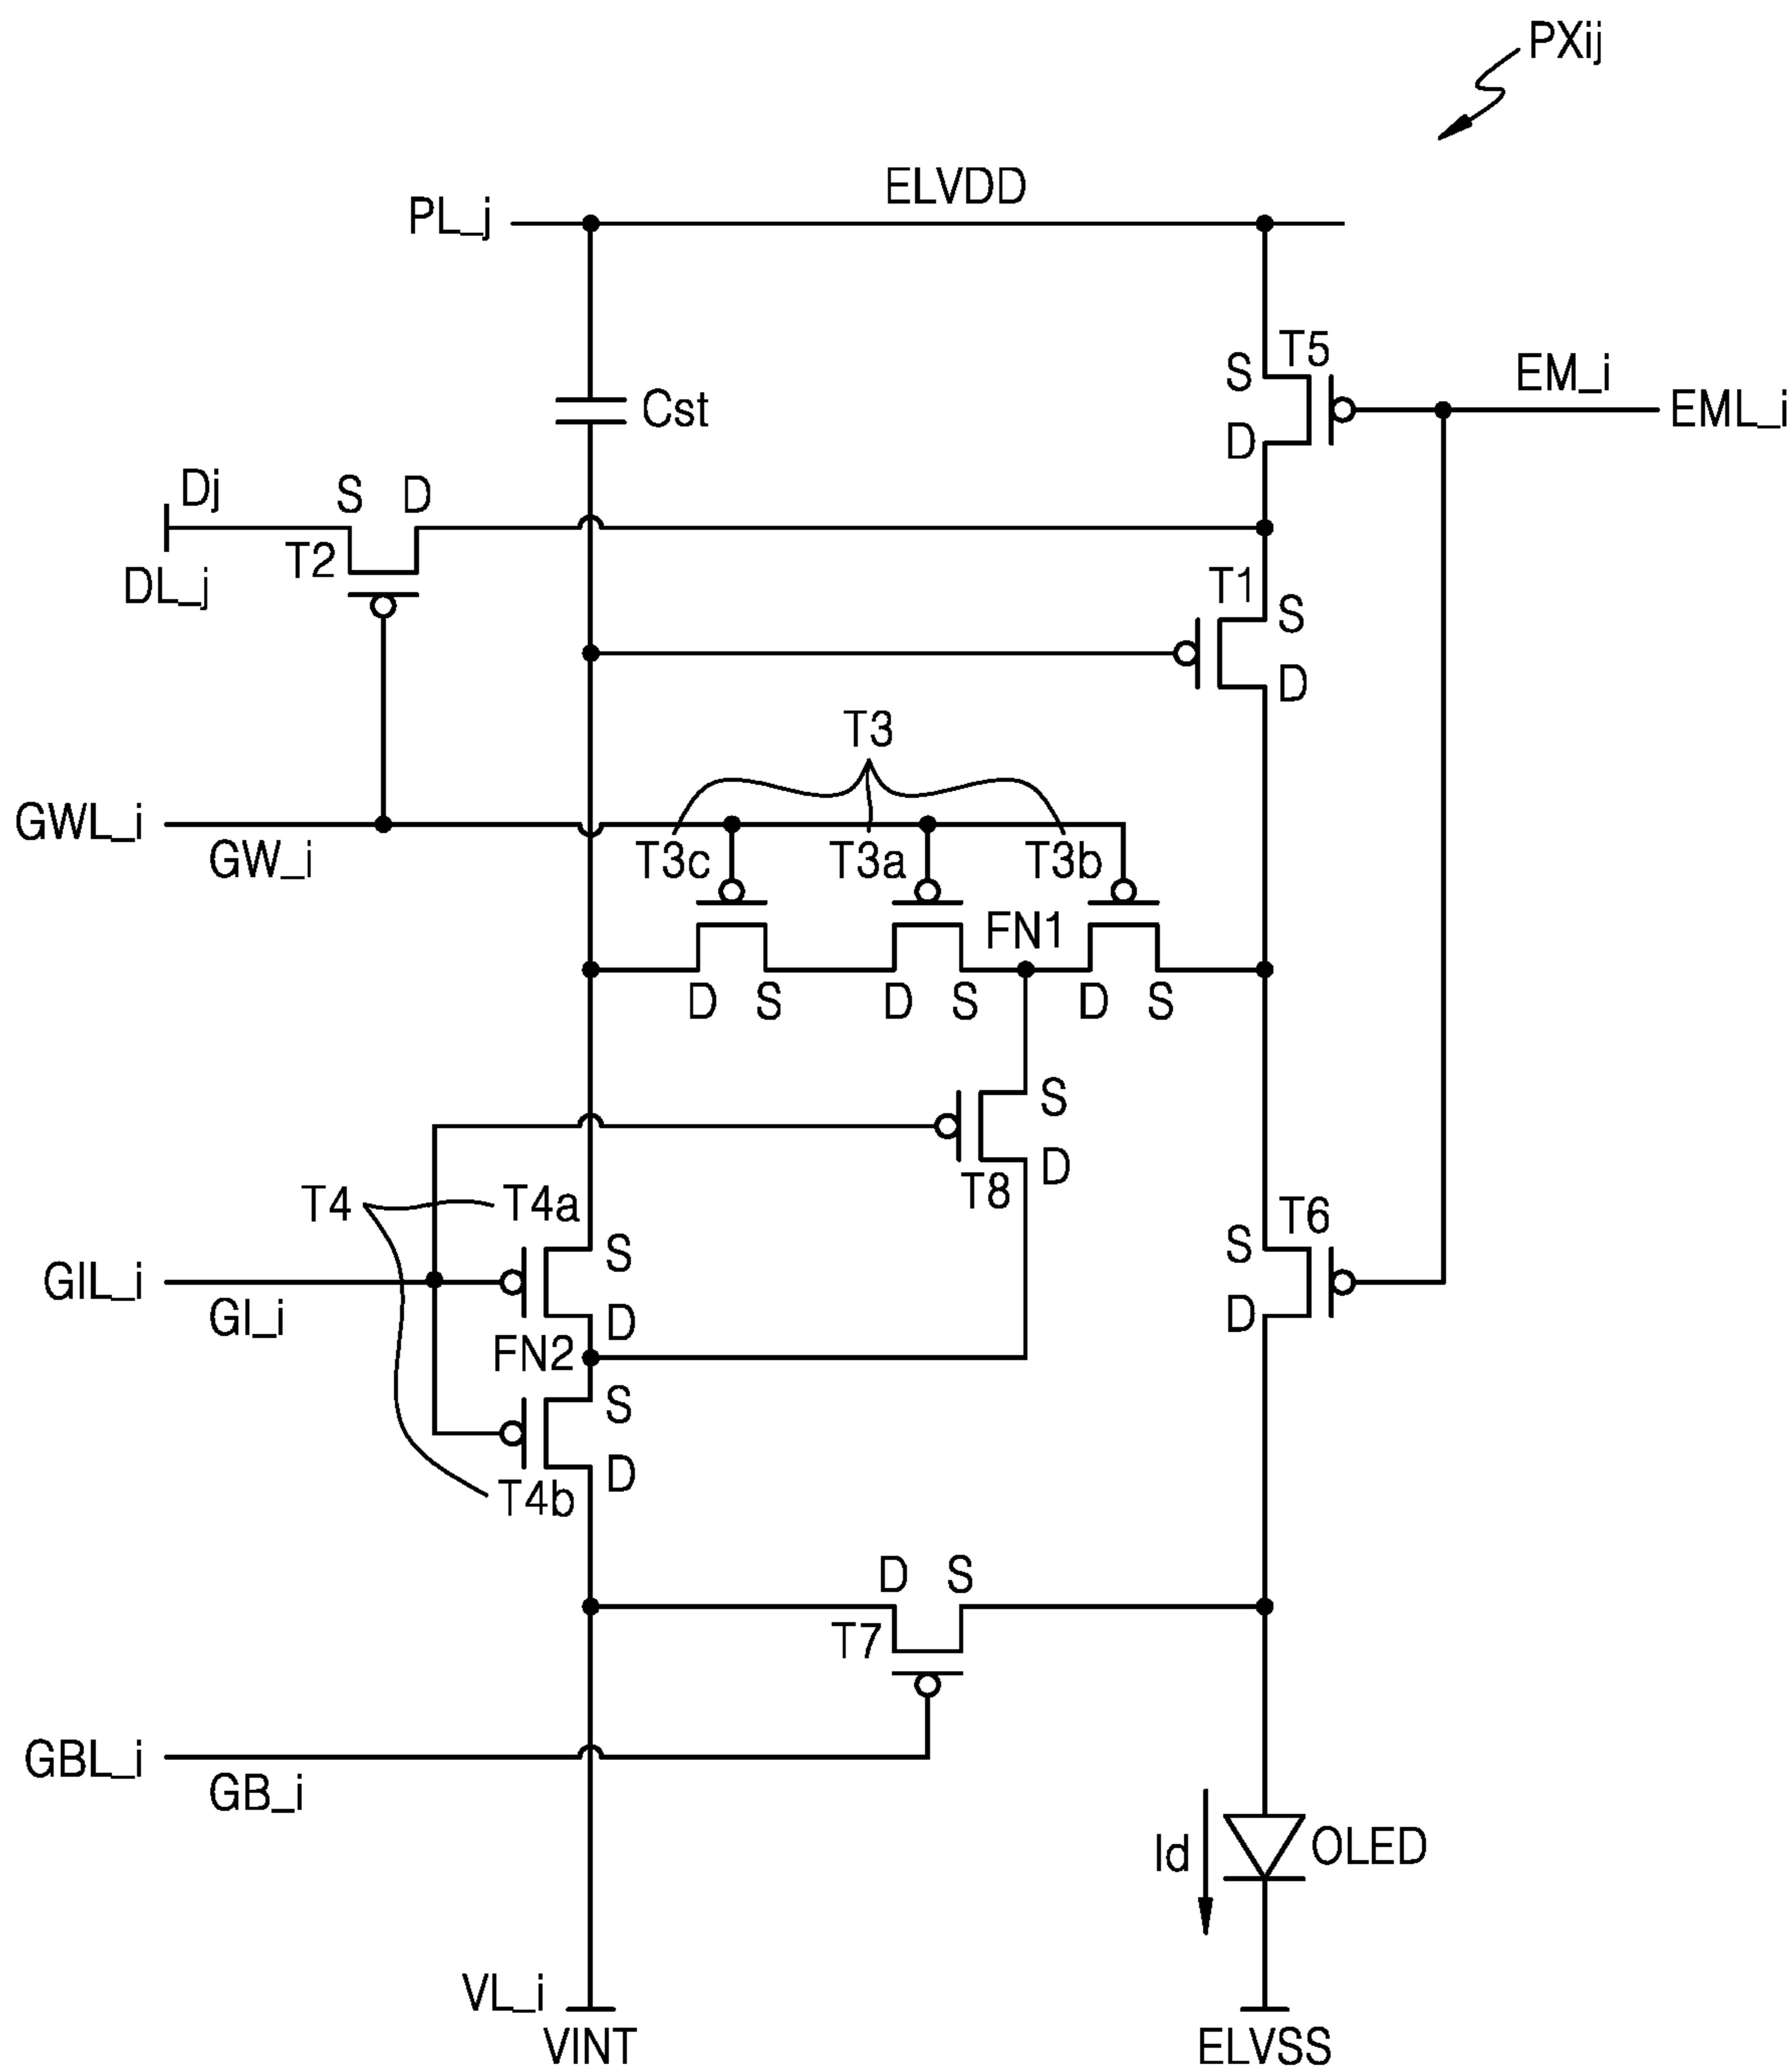 PXij
ELVDD
PL_j
T5
S
EM_i
EML_i
Cst
D
Dj
S
D
T2
DL_j
T1
S
D
T3
GWL_i
GW_i
T3c
T3a
T3b
FN1
D
S
D
S
D
S
S
D
T8
T4
T4a
T6
S
S
GIL_i
GI_i
D
D
FN2
S
D
T4b
D
S
T7
GBL_i
GB_i
Id
OLED
VL_i
VINT
ELVSS